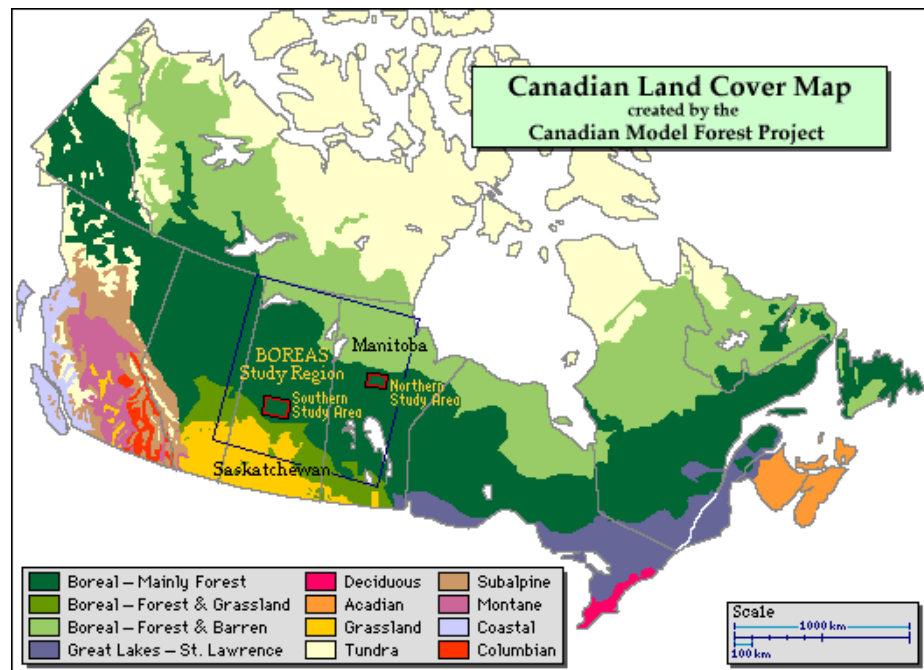 Canadian Land Cover Map
created by the
Canadian Model Forest Project
Manitoba
BOREAS
Study Region
Northern
Study Area
Southern
Study Area
Saskatchewan
Boreal – Mainly Forest
Boreal – Forest & Grassland
Boreal – Forest & Barren
Great Lakes – St. Lawrence
Deciduous
Acadian
Grassland
Tundra
Subalpine
Montane
Coastal
Columbian
Scale
1000 km
100 km